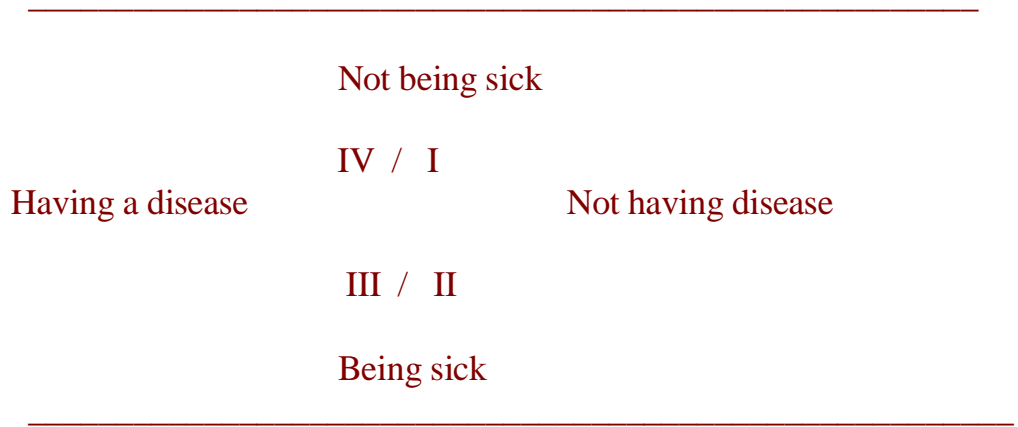 Not being sick
IV / I
Having a disease Not having disease
III / II
Being sick